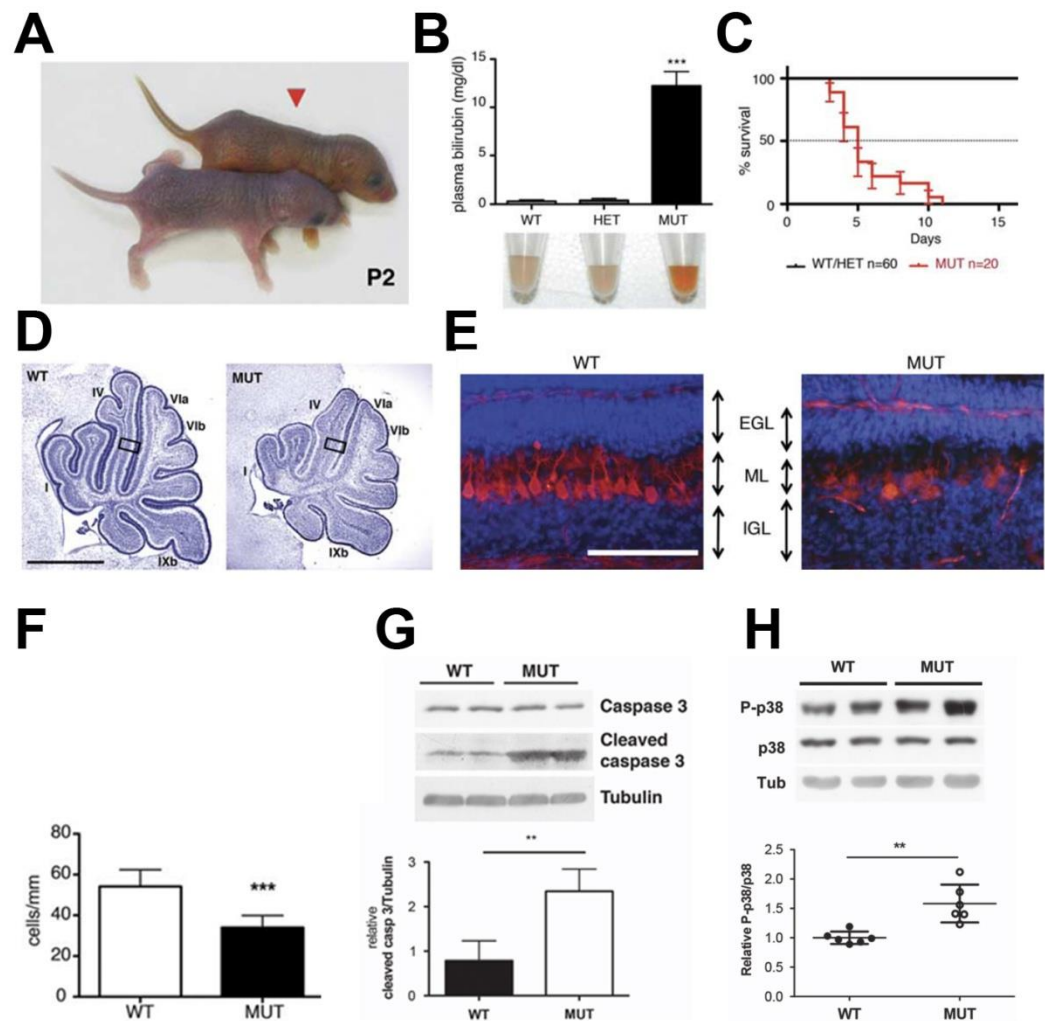 A
P2
B
plasma bilirubin (mg/dl)
15
10
5
0
***
WT
HET
MUT
C
% survival
100
50
0
0
5
10
15
Days
WT/HET n=60
MUT n=20
D
WT
IV
VIa
VIb
I
IXb
MUT
IV
VIa
VIb
I
IXb
E
WT
MUT
EGL
ML
IGL
F
cells/mm
80
60
40
20
0
***
WT
MUT
G
WT
MUT
Caspase 3
Cleaved
caspase 3
Tubulin
relative
cleaved casp 3/Tubulin
3
2
1
0
**
WT
MUT
H
WT
MUT
P-p38
p38
Tub
Relative P-p38/p38
2.5
2.0
1.5
1.0
0.5
0.0
**
WT
MUT